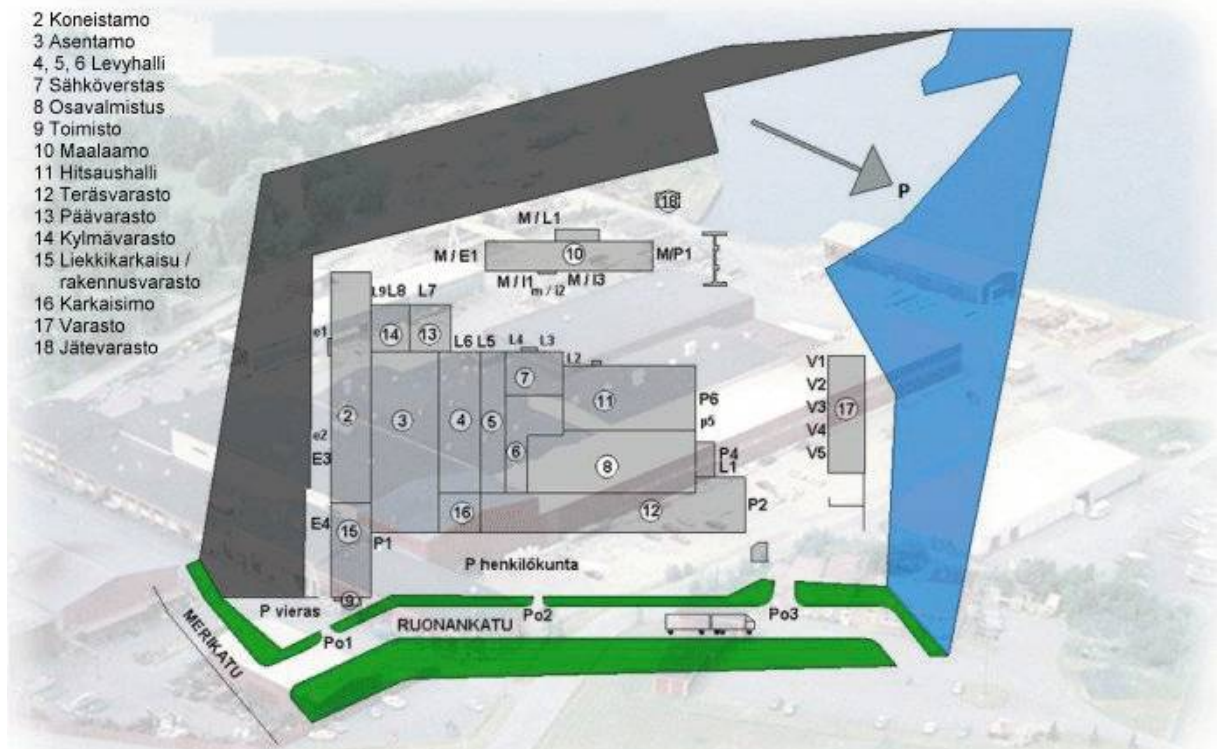 2 Koneistamo
3 Asentamo
4, 5, 6 Levyhalli
7 Sähköverstas
8 Osavalmistus
9 Toimisto
10 Maalaamo
11 Hitsaushalli
12 Teräsvarasto
13 Päävarasto
14 Kylmävarasto
15 Liekkikarkaisu /
rakennusvarasto
16 Karkaisimo
17 Varasto
18 Jätevarasto
P
18
M / L1
M / E1
10
M/P1
M / I1
m / i2
M / I3
L9
L8
L7
e1
14
13
L6
L5
L4
L3
L2
7
11
P6
p5
V1
V2
V3
V4
V5
17
2
3
4
5
6
8
e2
E3
P4
L1
E4
15
P1
16
12
P2
P henkilökunta
9
P vieras
Po1
Po2
Po3
RUONANKATU
MERIKATU